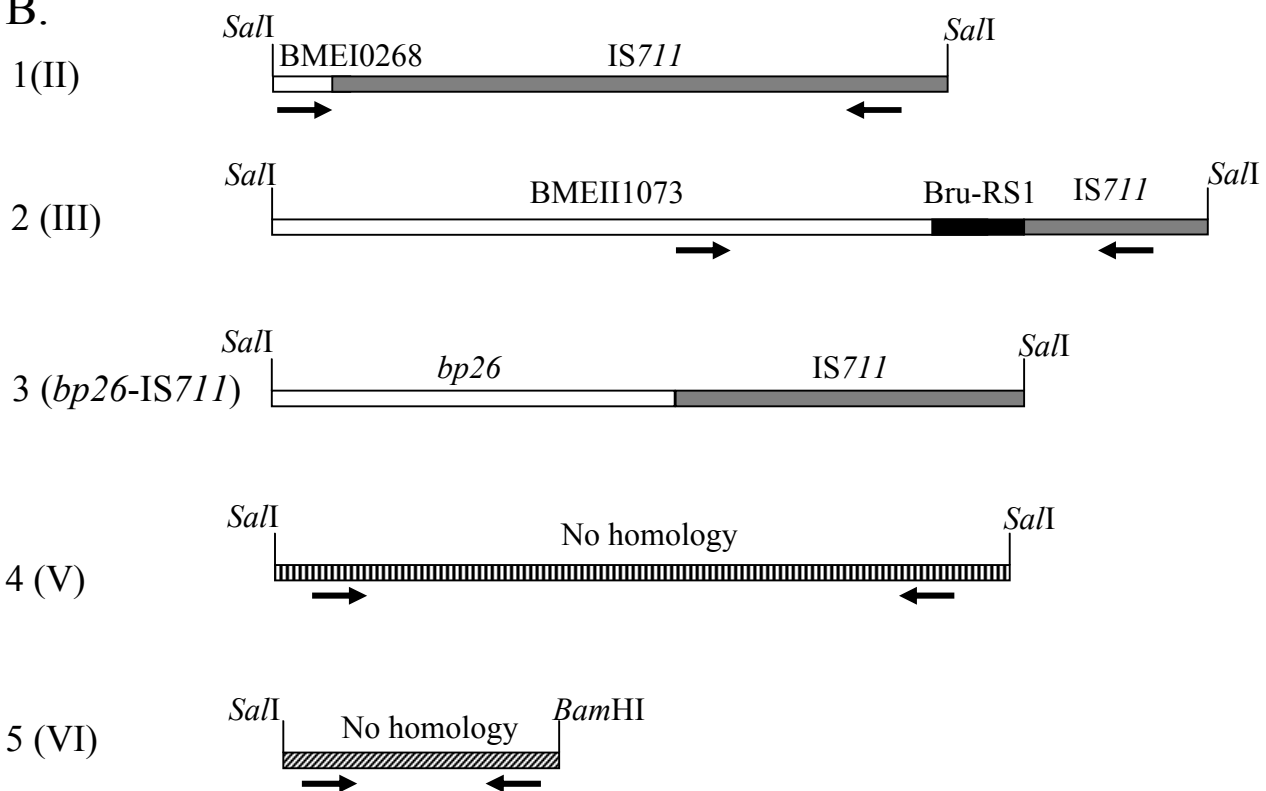 B.
SalI SalI
BMEI0268 IS711
1(II)
SalI SalI
BMEII1073 Bru-RS1 IS711
2 (III)
SalI SalI
bp26 IS711
3 (bp26-IS711)
SalI SalI
No homology
4 (V)
SalI BamHI
No homology
5 (VI)